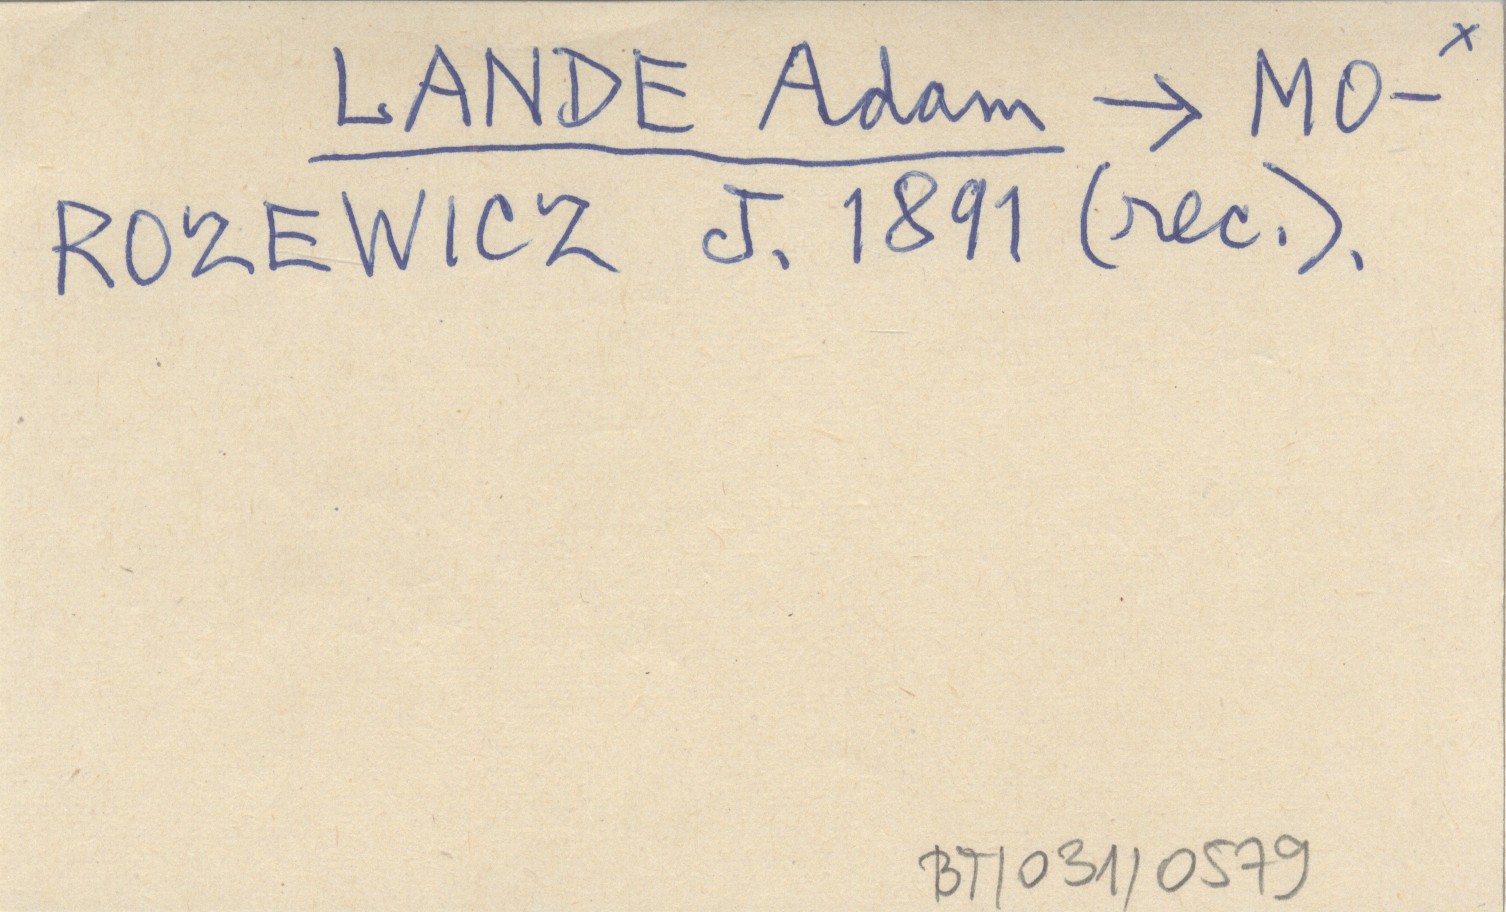 LANDE Adam → MO- x
ROZEWICZ J. 1891 (rec.).
BT/031/0579